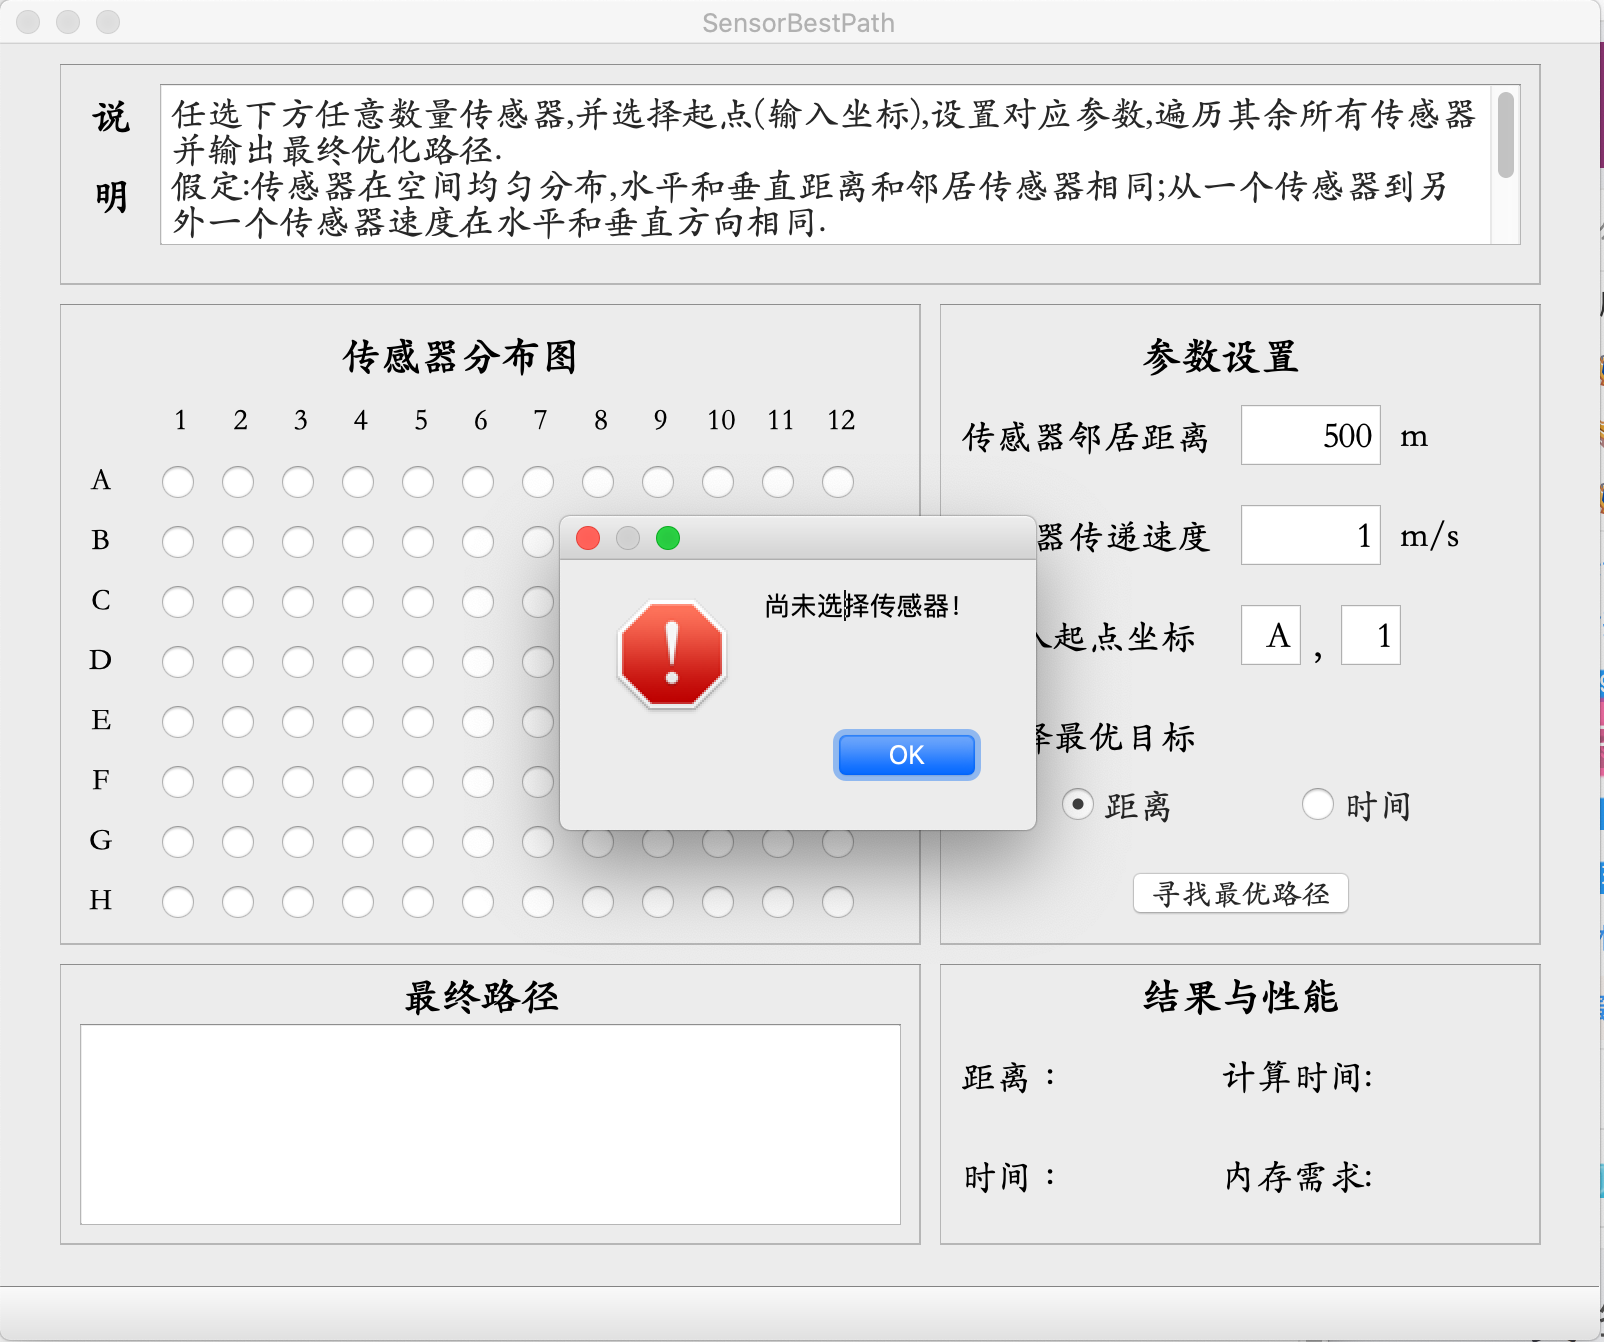 SensorBestPath
说
明
任选下方任意数量传感器,并选择起点(输入坐标),设置对应参数,遍历其余所有传感器
并输出最终优化路径.
假定:传感器在空间均匀分布,水平和垂直距离和邻居传感器相同;从一个传感器到另
外一个传感器速度在水平和垂直方向相同.
传感器分布图
1 2 3 4 5 6 7 8 9 10 11 12
A
B
C
D
E
F
G
H
参数设置
传感器邻居距离 500 m
器传递速度 1 m/s
起点坐标 A , 1
最优目标
距离 时间
寻找最优路径
尚未选择传感器!
OK
最终路径
结果与性能
距离 : 计算时间:
时间 : 内存需求: